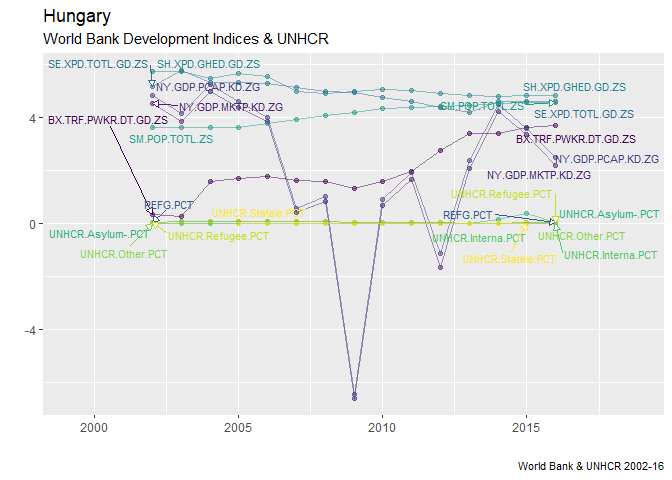 Hungary
World Bank Development Indices & UNHCR
SE.XPD.TOTL.GD.ZS
SH.XPD.GHED.GD.ZS
NY.GDP.PCAP.KD.ZG
SH.XPD.GHED.GD.ZS
NY.GDP.MKTP.KD.ZG
SM.POP.TOTL.ZS
SE.XPD.TOTL.GD.ZS
4
BX.TRF.PWKR.DT.GD.ZS
SM.POP.TOTL.ZS
BX.TRF.PWKR.DT.GD.ZS
NY.GDP.PCAP.KD.ZG
NY.GDP.MKTP.KD.ZG
UNHCR.Refugee.PCT
REFG.PCT
UNHCR.Statele.PCT
REFG.PCT
UNHCR.Asylum-.PCT
0
UNHCR.Asylum-.PCT
UNHCR.Refugee.PCT
UNHCR.Interna.PCT
UNHCR.Other.PCT
UNHCR.Other.PCT
UNHCR.Statele.PCT
UNHCR.Interna.PCT
-4
2000
2005
2010
2015
World Bank & UNHCR 2002-16